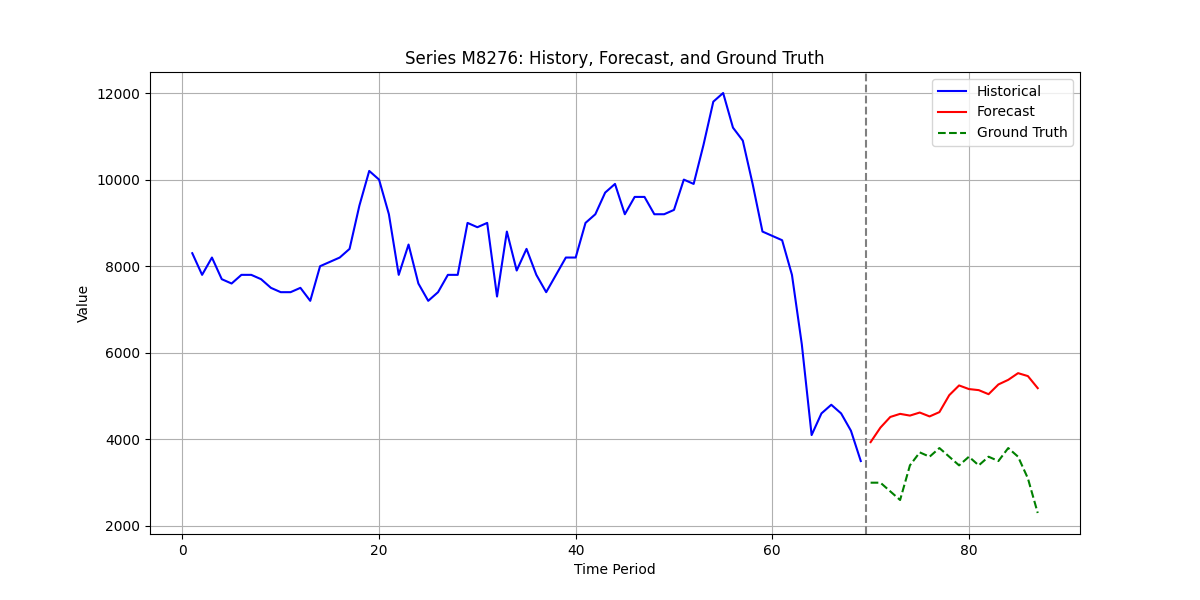 Series M8276: History, Forecast, and Ground Truth
12000
10000
8000
6000
4000
2000
Value
0
20
40
60
80
Time Period
Historical
Forecast
Ground Truth